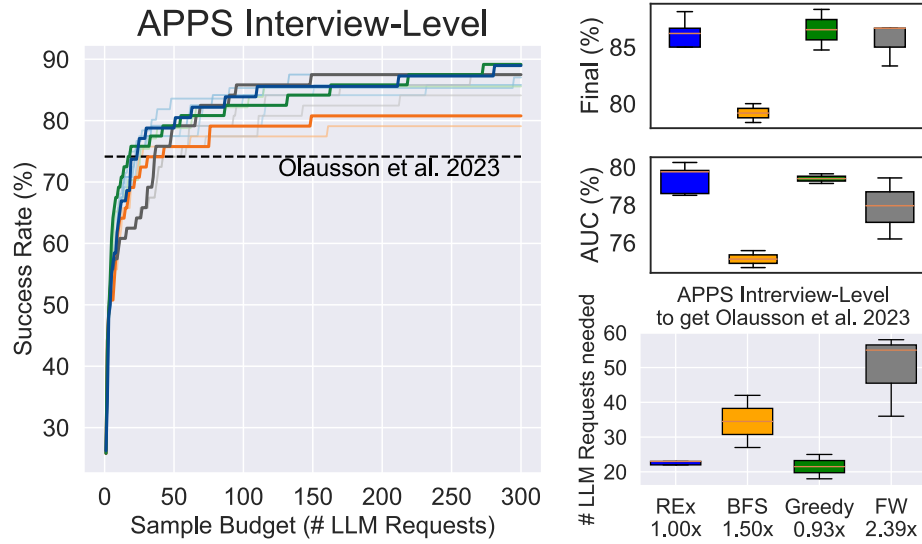 APPS Interview-Level
Success Rate (%)
90
80
70
60
50
40
30
Olausson et al. 2023
0 50 100 150 200 250 300
Sample Budget (# LLM Requests)
Final (%)
85
80
AUC (%)
80
78
76
APPS Intrerview-Level
to get Olausson et al. 2023
# LLM Requests needed
60
50
40
30
20
REx BFS Greedy FW
1.00x 1.50x 0.93x 2.39x